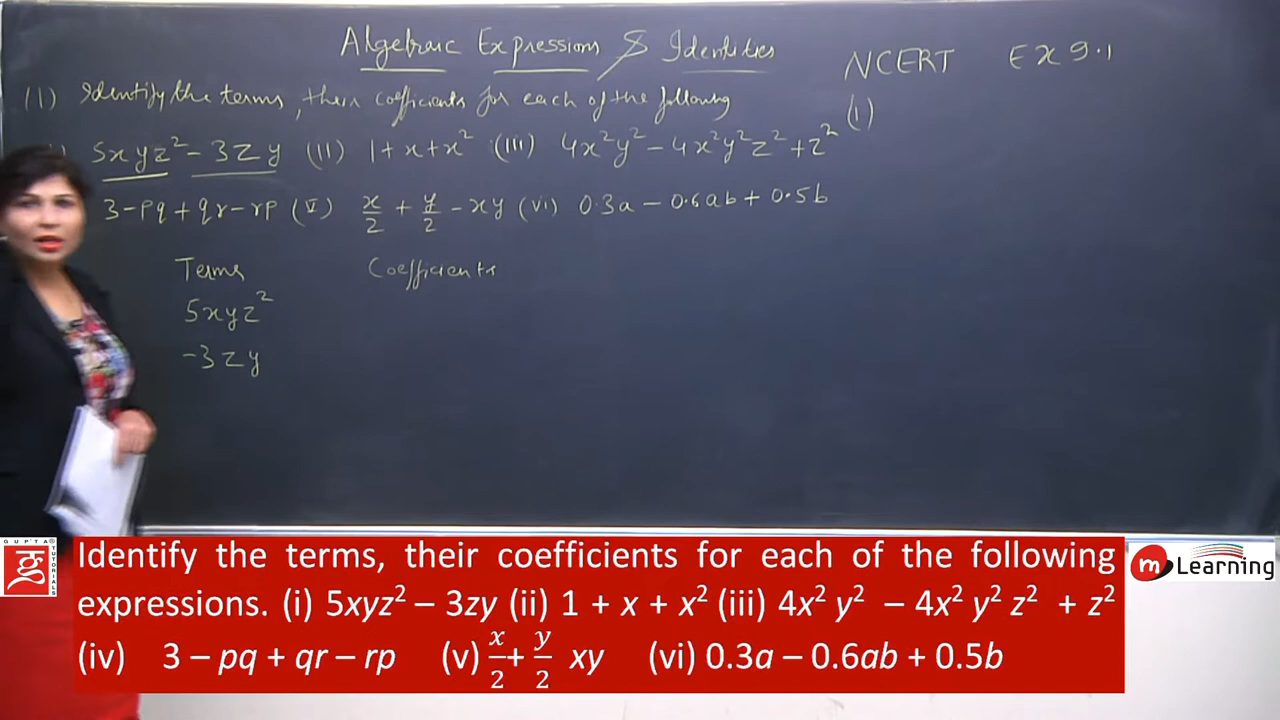 Algebraic Expressions & Identities
NCERT Ex 9.1
(1) Identify the terms, their coefficients for each of the following
(1)
5xyz² – 3zy (II) 1 + x + x² (III) 4x²y² – 4x²y²z² + z²
3 – pq + qr – rp (V) x/2 + y/2 – xy (vi) 0.3a – 0.6ab + 0.5b
Terms Coefficients
5xyz²
-3zy
Identify the terms, their coefficients for each of the following
expressions. (i) 5xyz² – 3zy (ii) 1 + x + x² (iii) 4x² y² – 4x² y² z² + z²
(iv) 3 – pq + qr – rp (v) x/2 + y/2 xy (vi) 0.3a – 0.6ab + 0.5b
GUPTA®
TUTORIALS
m Learning